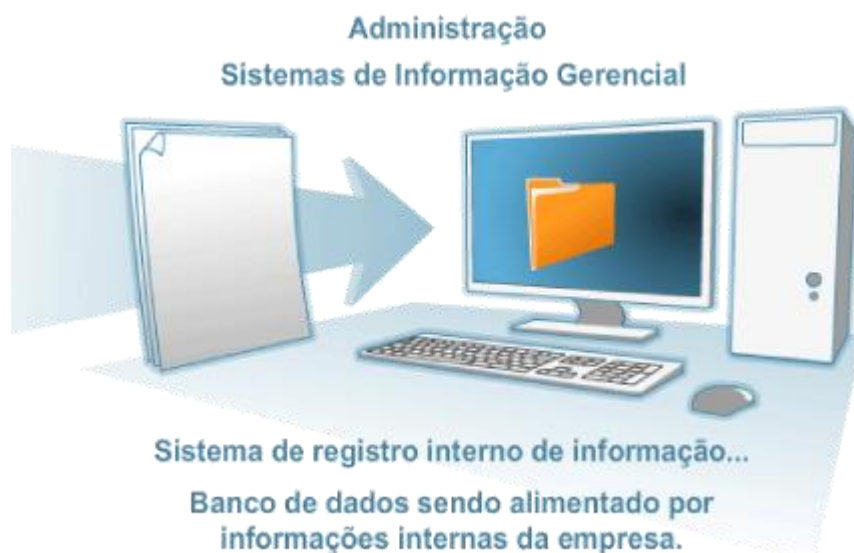 Administração
Sistemas de Informação Gerencial
Sistema de registro interno de informação...
Banco de dados sendo alimentado por
informações internas da empresa.